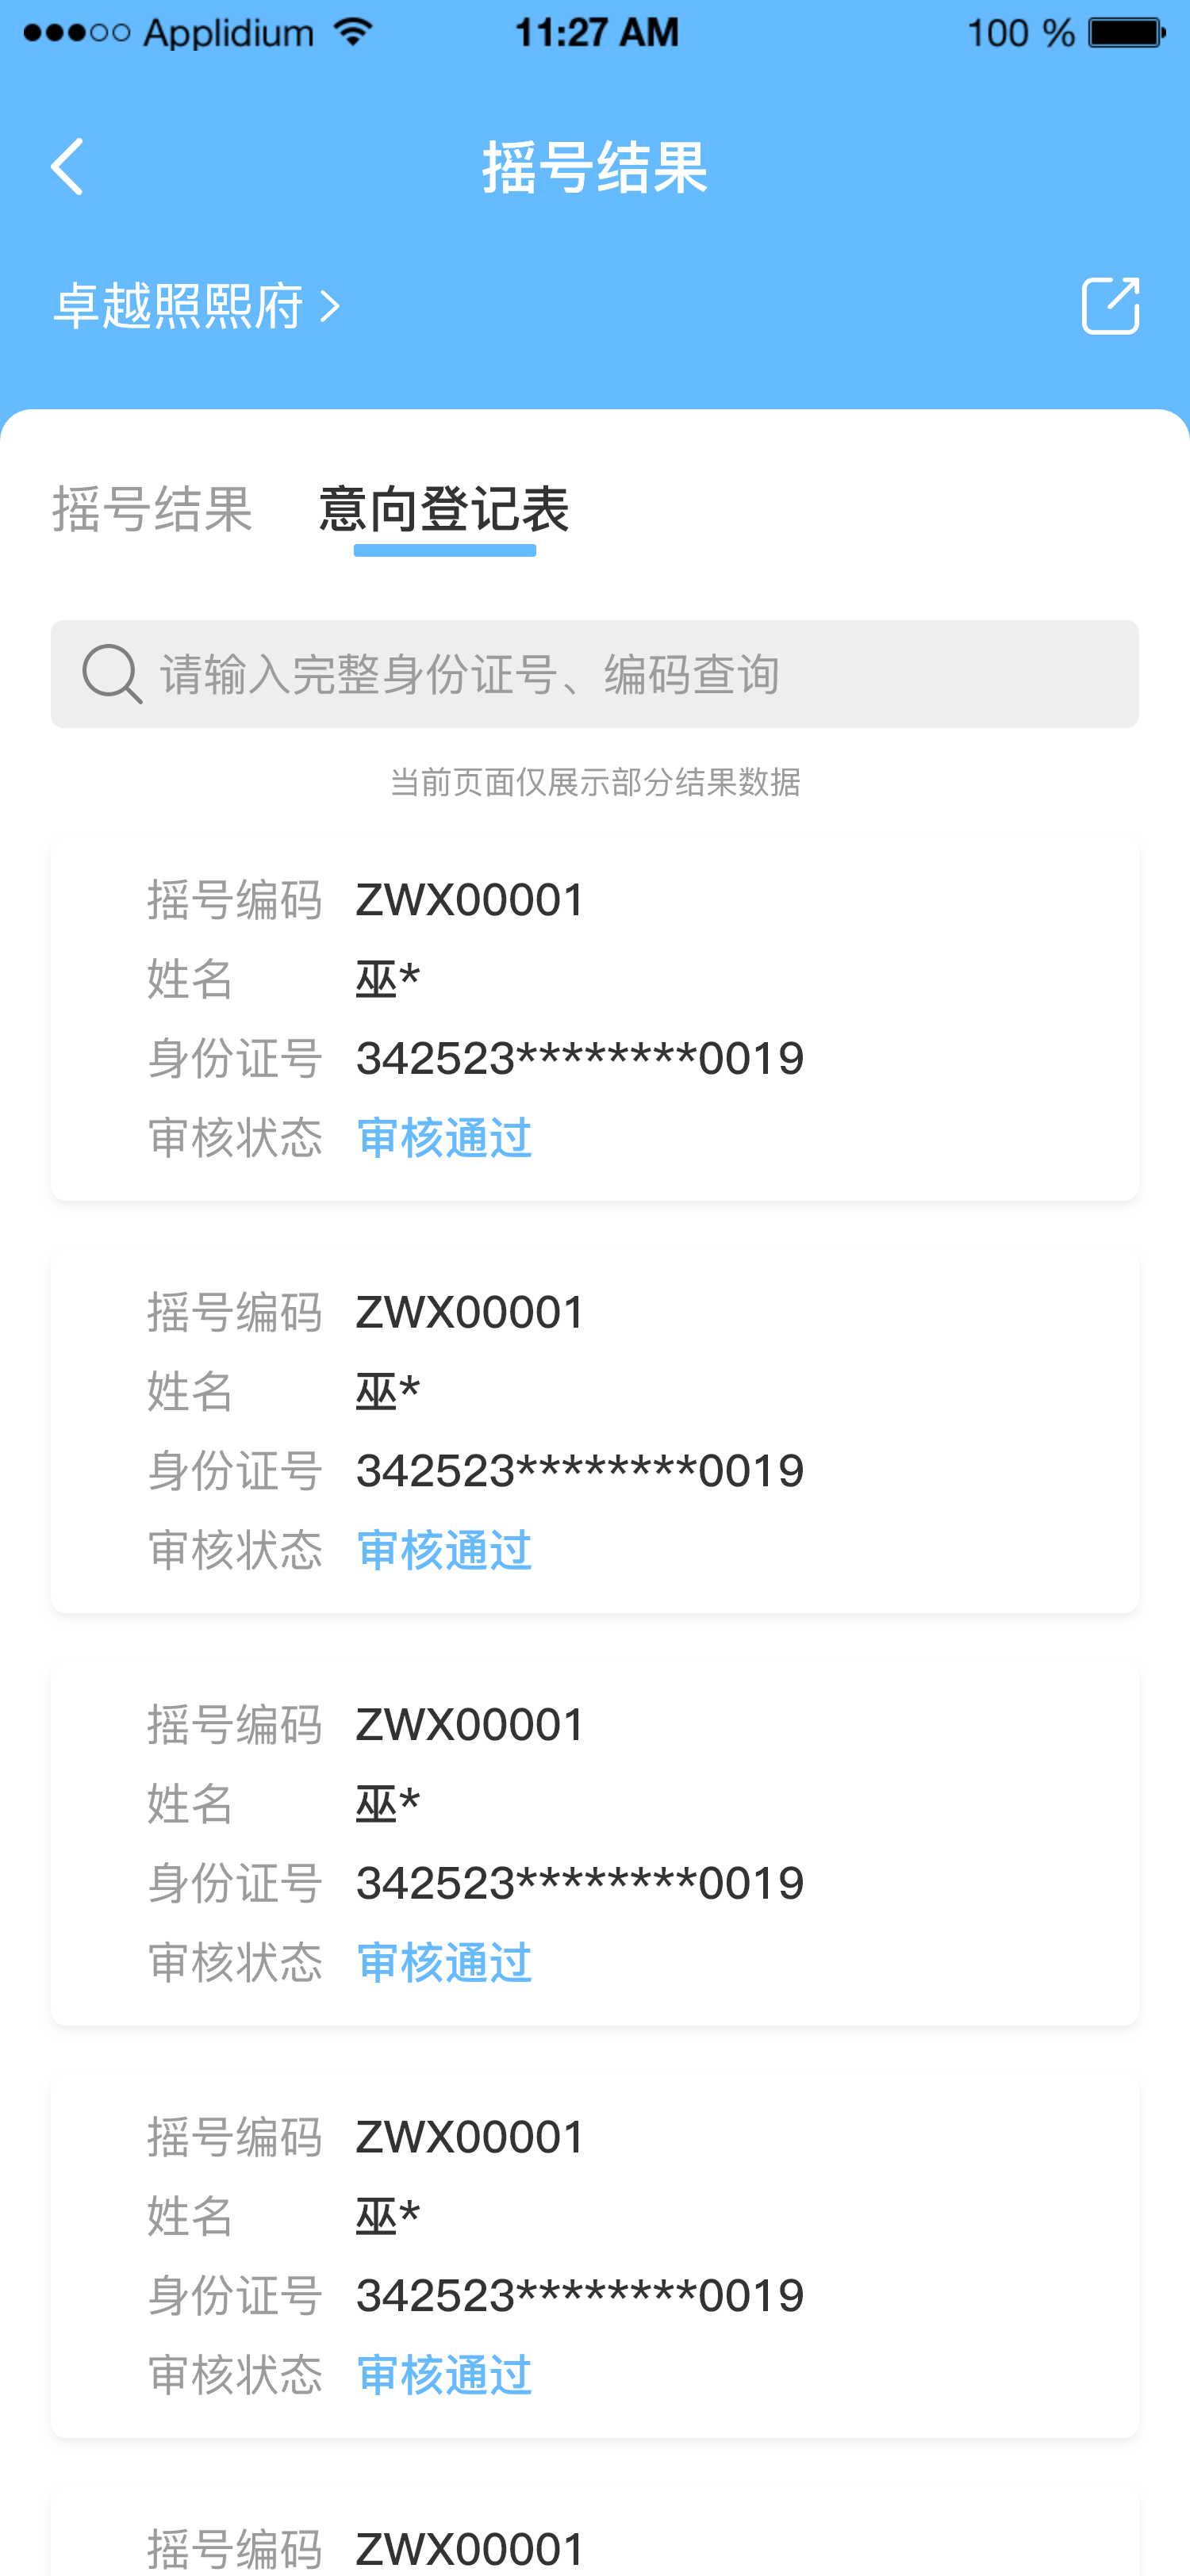 Applidium 11:27 AM 100 %
摇号结果
卓越照熙府
摇号结果 意向登记表
请输入完整身份证号、编码查询
当前页面仅展示部分结果数据
摇号编码 ZWX00001
姓名 巫*
身份证号 342523********0019
审核状态 审核通过
摇号编码 ZWX00001
姓名 巫*
身份证号 342523********0019
审核状态 审核通过
摇号编码 ZWX00001
姓名 巫*
身份证号 342523********0019
审核状态 审核通过
摇号编码 ZWX00001
姓名 巫*
身份证号 342523********0019
审核状态 审核通过
摇号编码 ZWX00001